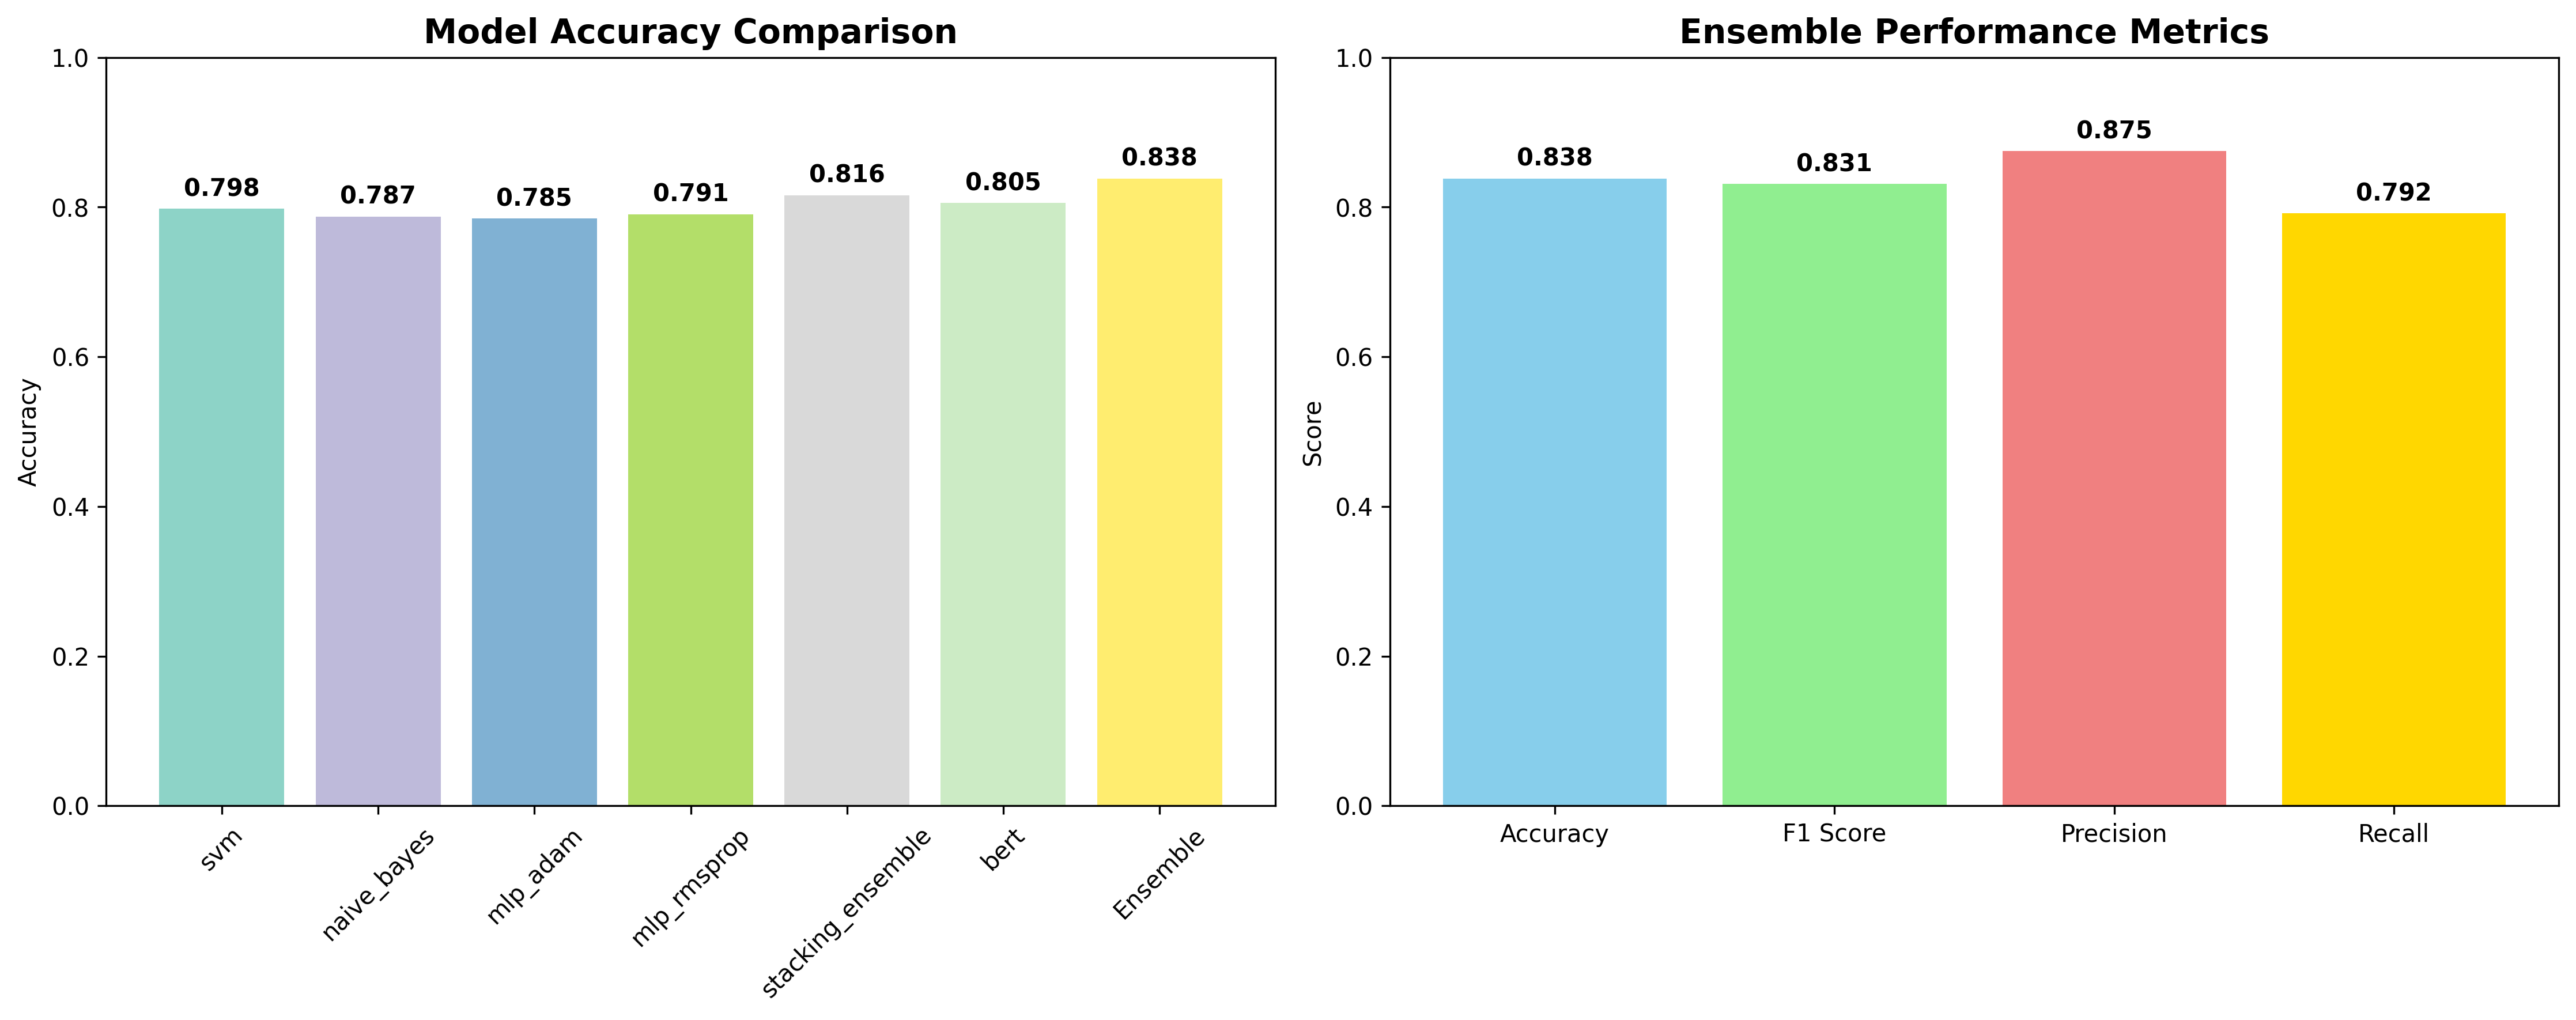 Model Accuracy Comparison
Accuracy
1.0
0.8
0.6
0.4
0.2
0.0
0.798
0.787
0.785
0.791
0.816
0.805
0.838
svm
naive_bayes
mlp_adam
mlp_rmsprop
stacking_ensemble
bert
Ensemble
Ensemble Performance Metrics
Score
1.0
0.8
0.6
0.4
0.2
0.0
0.838
0.831
0.875
0.792
Accuracy
F1 Score
Precision
Recall